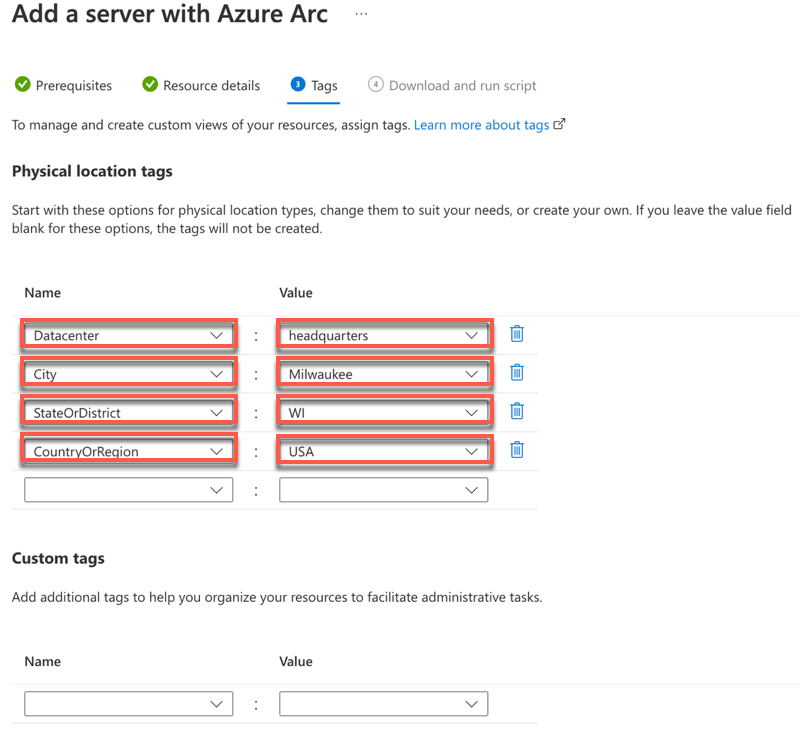 Add a server with Azure Arc ...
Prerequisites Resource details 3 Tags 4 Download and run script
To manage and create custom views of your resources, assign tags. Learn more about tags
Physical location tags
Start with these options for physical location types, change them to suit your needs, or create your own. If you leave the value field
blank for these options, the tags will not be created.
Name Value
Datacenter : headquarters
City : Milwaukee
StateOrDistrict : WI
CountryOrRegion : USA
:
Custom tags
Add additional tags to help you organize your resources to facilitate administrative tasks.
Name Value
: